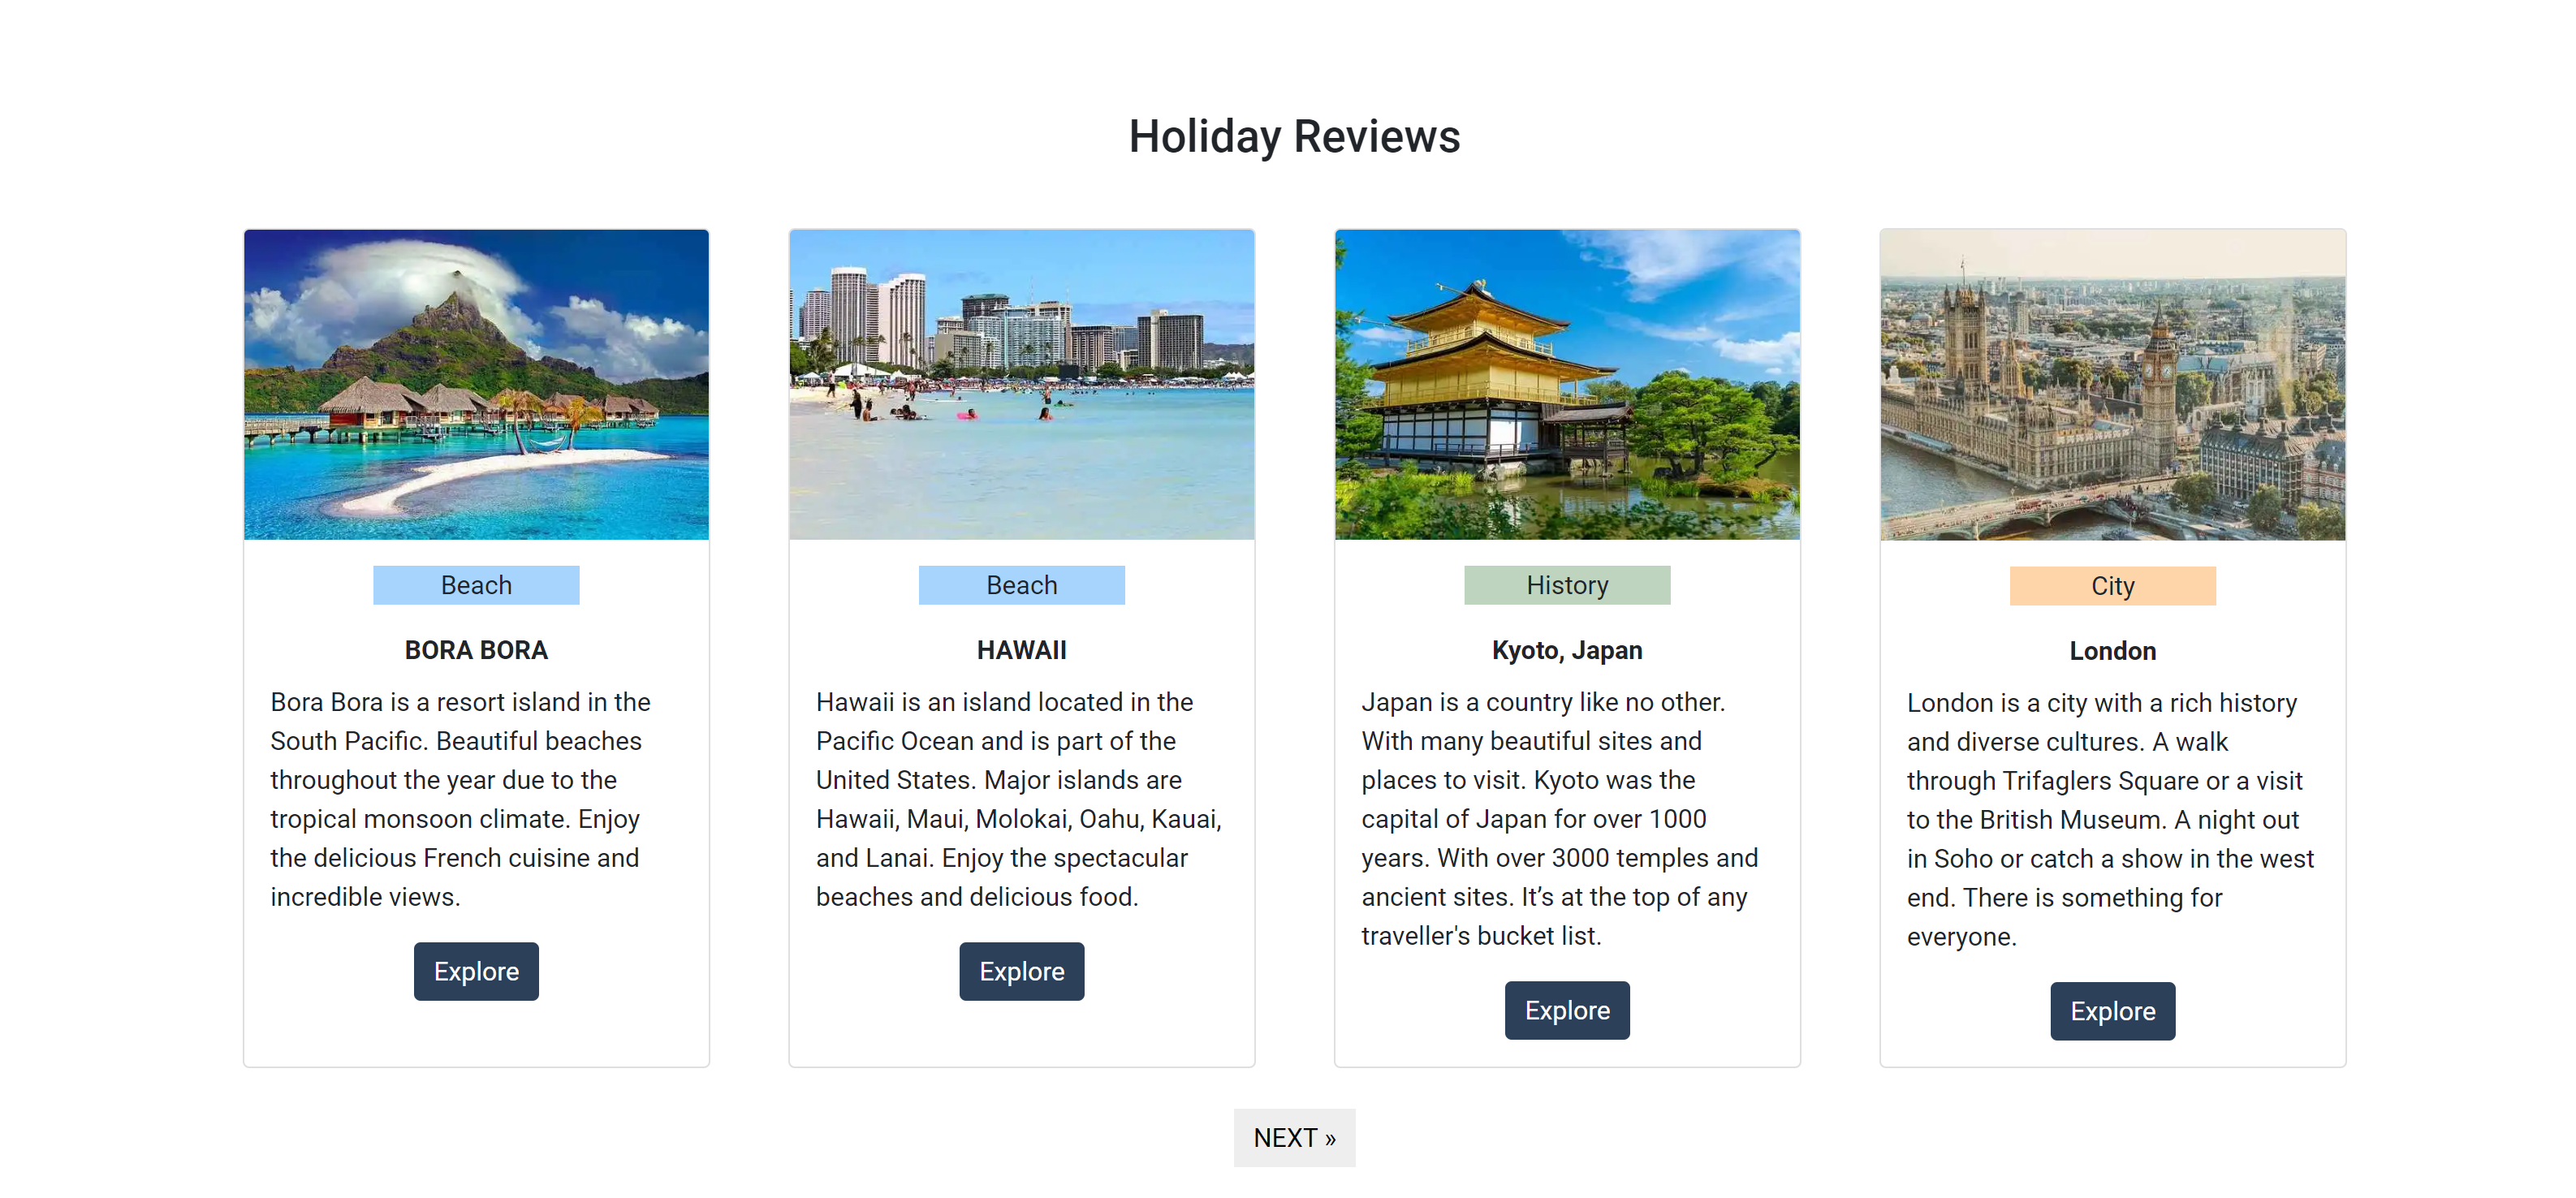 Holiday Reviews
Beach
BORA BORA
Bora Bora is a resort island in the
South Pacific. Beautiful beaches
throughout the year due to the
tropical monsoon climate. Enjoy
the delicious French cuisine and
incredible views.
Explore
Beach
HAWAII
Hawaii is an island located in the
Pacific Ocean and is part of the
United States. Major islands are
Hawaii, Maui, Molokai, Oahu, Kauai,
and Lanai. Enjoy the spectacular
beaches and delicious food.
Explore
History
Kyoto, Japan
Japan is a country like no other.
With many beautiful sites and
places to visit. Kyoto was the
capital of Japan for over 1000
years. With over 3000 temples and
ancient sites. It’s at the top of any
traveller's bucket list.
Explore
City
London
London is a city with a rich history
and diverse cultures. A walk
through Trifaglers Square or a visit
to the British Museum. A night out
in Soho or catch a show in the west
end. There is something for
everyone.
Explore
NEXT »